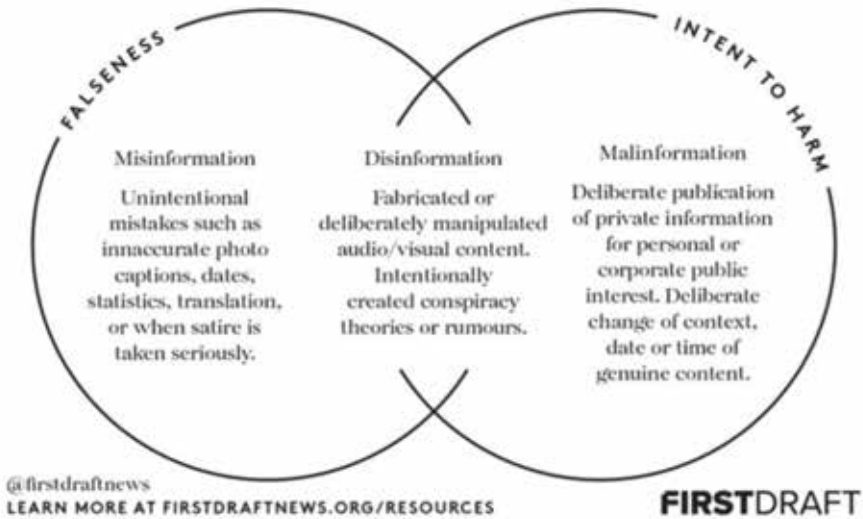 FALSENESS
INTENT TO HARM
Misinformation
Unintentional
mistakes such as
innaccurate photo
captions, dates,
statistics, translation,
or when satire is
taken seriously.
Disinformation
Fabricated or
deliberately manipulated
audio/visual content.
Intentionally
created conspiracy
theories or rumours.
Malinformation
Deliberate publication
of private information
for personal or
corporate public
interest. Deliberate
change of context,
date or time of
genuine content.
@firstdraftnews
LEARN MORE AT FIRSTDRAFTNEWS.ORG/RESOURCES
FIRSTDRAFT